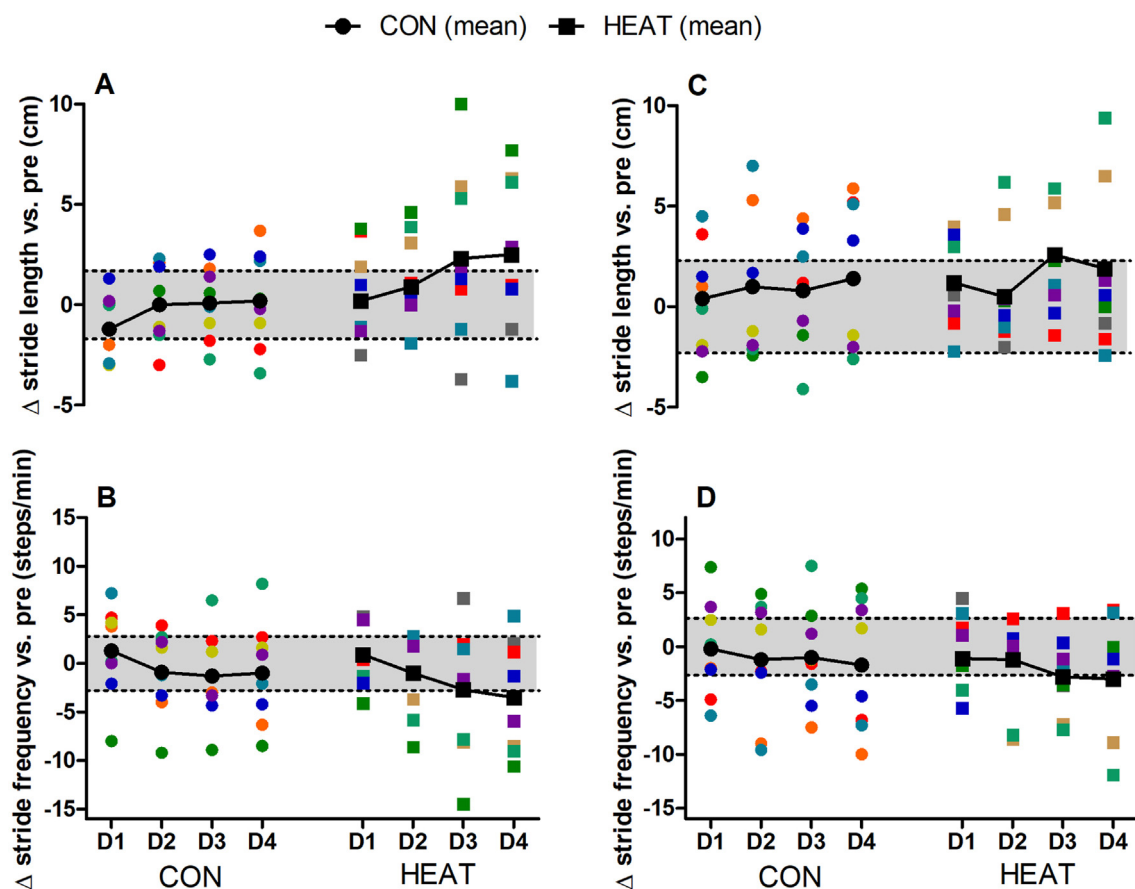 CON (mean) HEAT (mean)
A
Δ stride length vs. pre (cm)
10
5
0
-5
C
Δ stride length vs. pre (cm)
10
5
0
-5
B
Δ stride frequency vs. pre (steps/min)
15
10
5
0
-5
-10
-15
D1 D2 D3 D4 D1 D2 D3 D4
CON HEAT
D
Δ stride frequency vs. pre (steps/min)
10
5
0
-5
-10
-15
D1 D2 D3 D4 D1 D2 D3 D4
CON HEAT